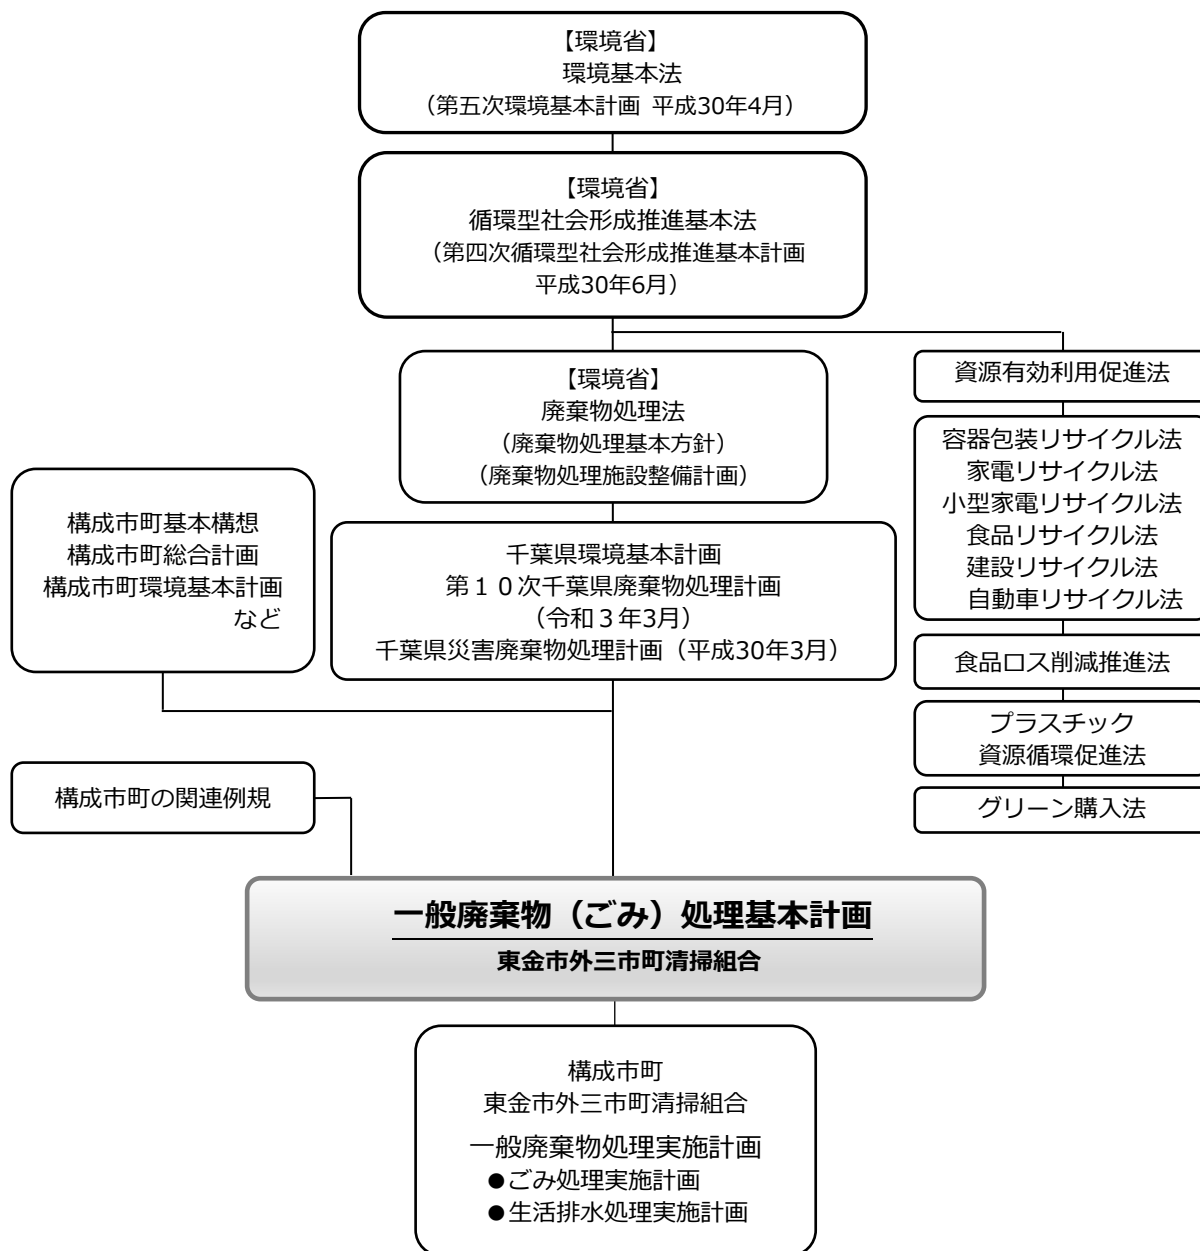 【環境省】
環境基本法
（第五次環境基本計画 平成30年4月）
【環境省】
循環型社会形成推進基本法
（第四次循環型社会形成推進基本計画
平成30年6月）
【環境省】
廃棄物処理法
（廃棄物処理基本方針）
（廃棄物処理施設整備計画）
資源有効利用促進法
容器包装リサイクル法
家電リサイクル法
小型家電リサイクル法
食品リサイクル法
建設リサイクル法
自動車リサイクル法
食品ロス削減推進法
プラスチック
資源循環促進法
グリーン購入法
構成市町基本構想
構成市町総合計画
構成市町環境基本計画
など
千葉県環境基本計画
第１０次千葉県廃棄物処理計画
（令和３年3月）
千葉県災害廃棄物処理計画（平成30年3月）
構成市町の関連例規
一般廃棄物（ごみ）処理基本計画
東金市外三市町清掃組合
構成市町
東金市外三市町清掃組合
一般廃棄物処理実施計画
●ごみ処理実施計画
●生活排水処理実施計画